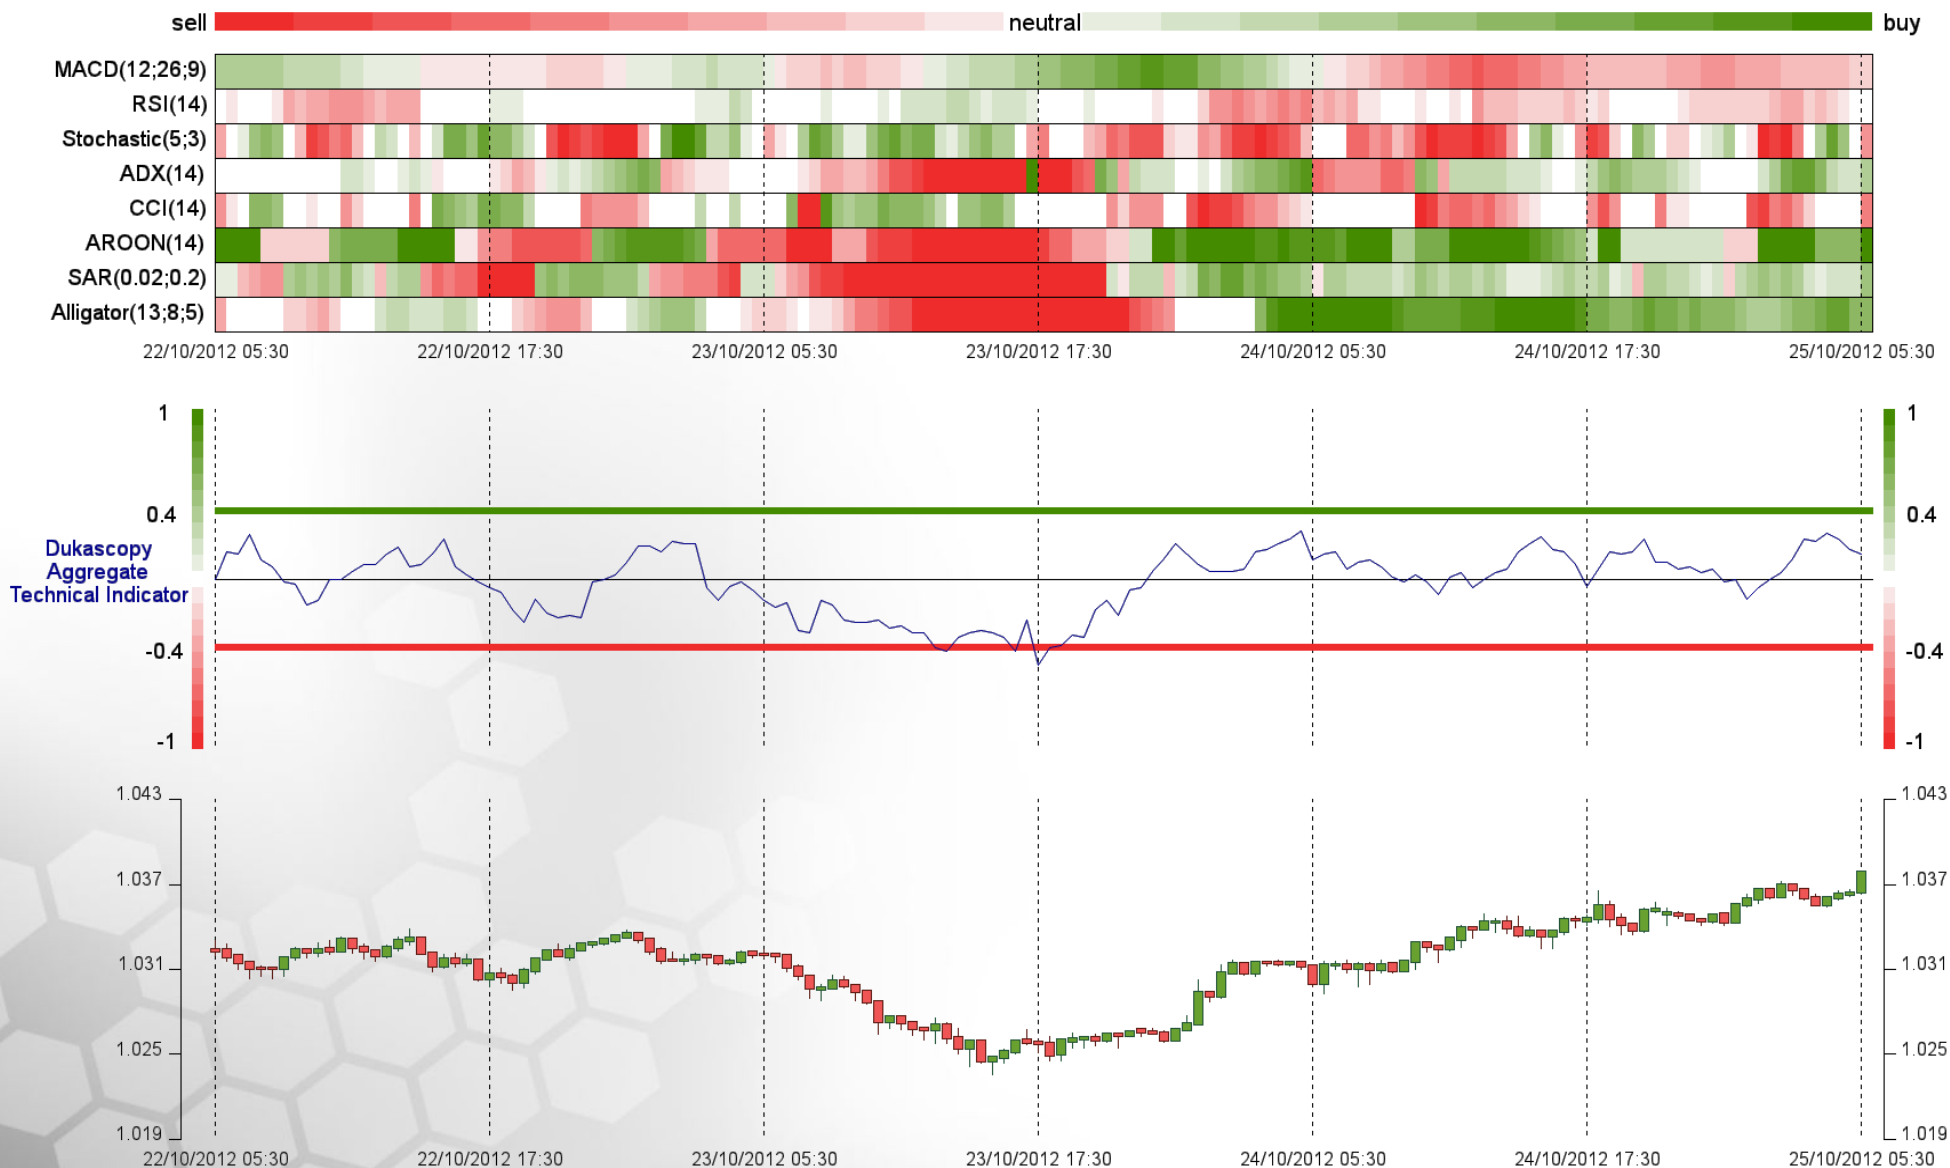 sell neutral buy
MACD(12;26;9)
RSI(14)
Stochastic(5;3)
ADX(14)
CCI(14)
AROON(14)
SAR(0.02;0.2)
Alligator(13;8;5)
22/10/2012 05:30 22/10/2012 17:30 23/10/2012 05:30 23/10/2012 17:30 24/10/2012 05:30 24/10/2012 17:30 25/10/2012 05:30
1 1
0.4 0.4
Dukascopy
Aggregate
Technical Indicator
-0.4 -0.4
-1 -1
1.043 1.043
1.037 1.037
1.031 1.031
1.025 1.025
1.019 1.019
22/10/2012 05:30 22/10/2012 17:30 23/10/2012 05:30 23/10/2012 17:30 24/10/2012 05:30 24/10/2012 17:30 25/10/2012 05:30